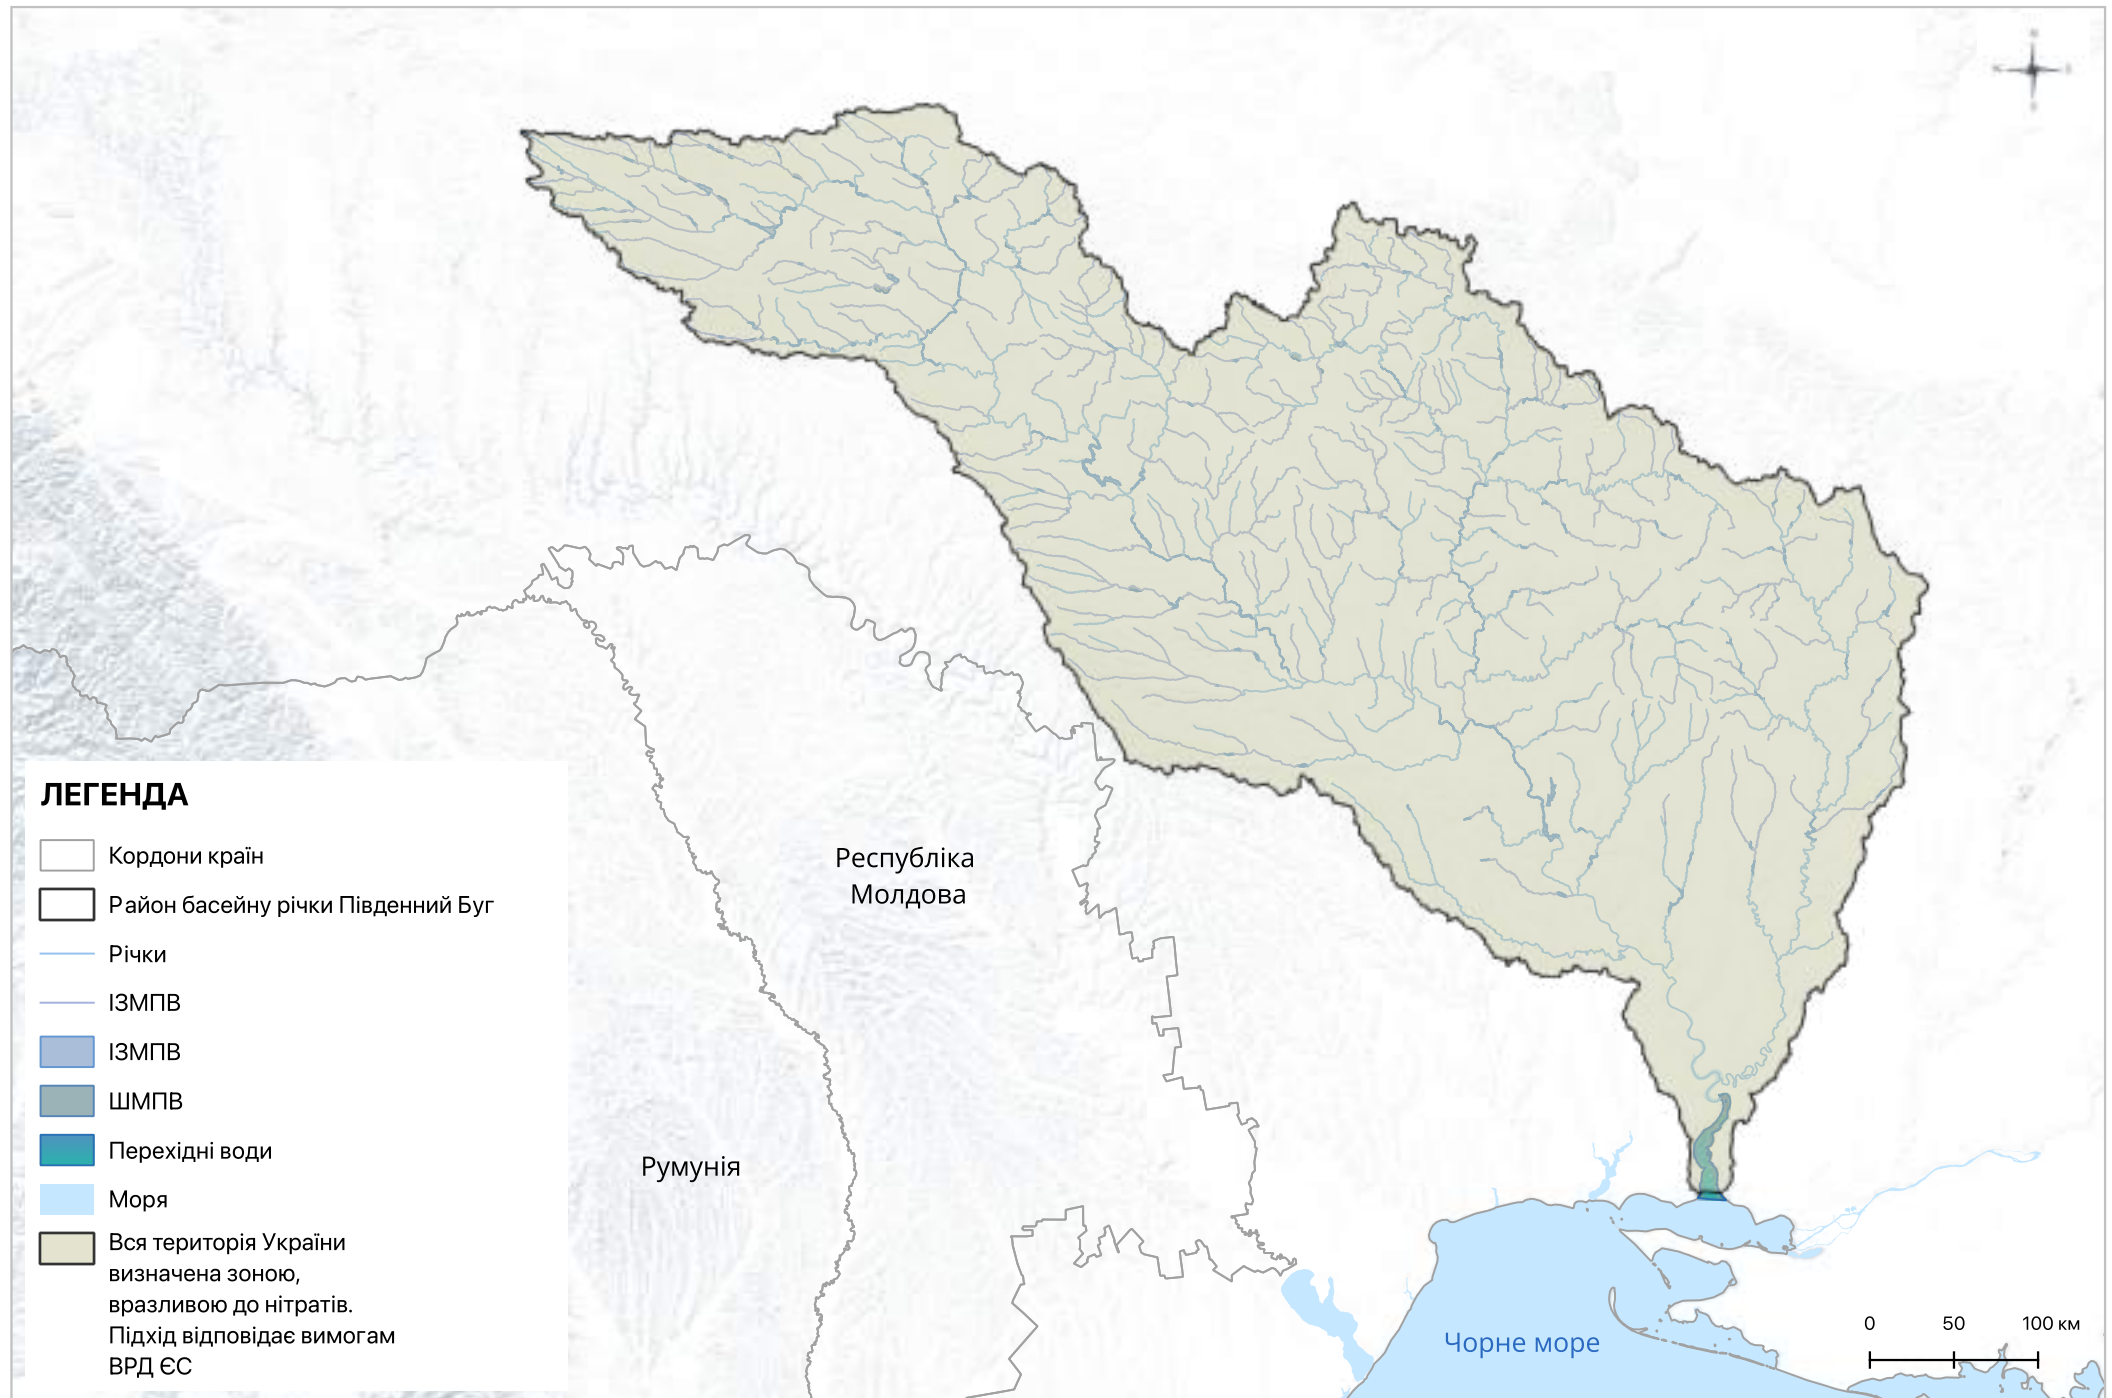 Республіка
Молдова
Румунія
Чорне море
0 50 100 км
ЛЕГЕНДА
Кордони країн
Район басейну річки Південний Буг
Річки
ІЗМПВ
ІЗМПВ
ШМПВ
Перехідні води
Моря
Вся територія України
визначена зоною,
вразливою до нітратів.
Підхід відповідає вимогам
ВРД ЄС